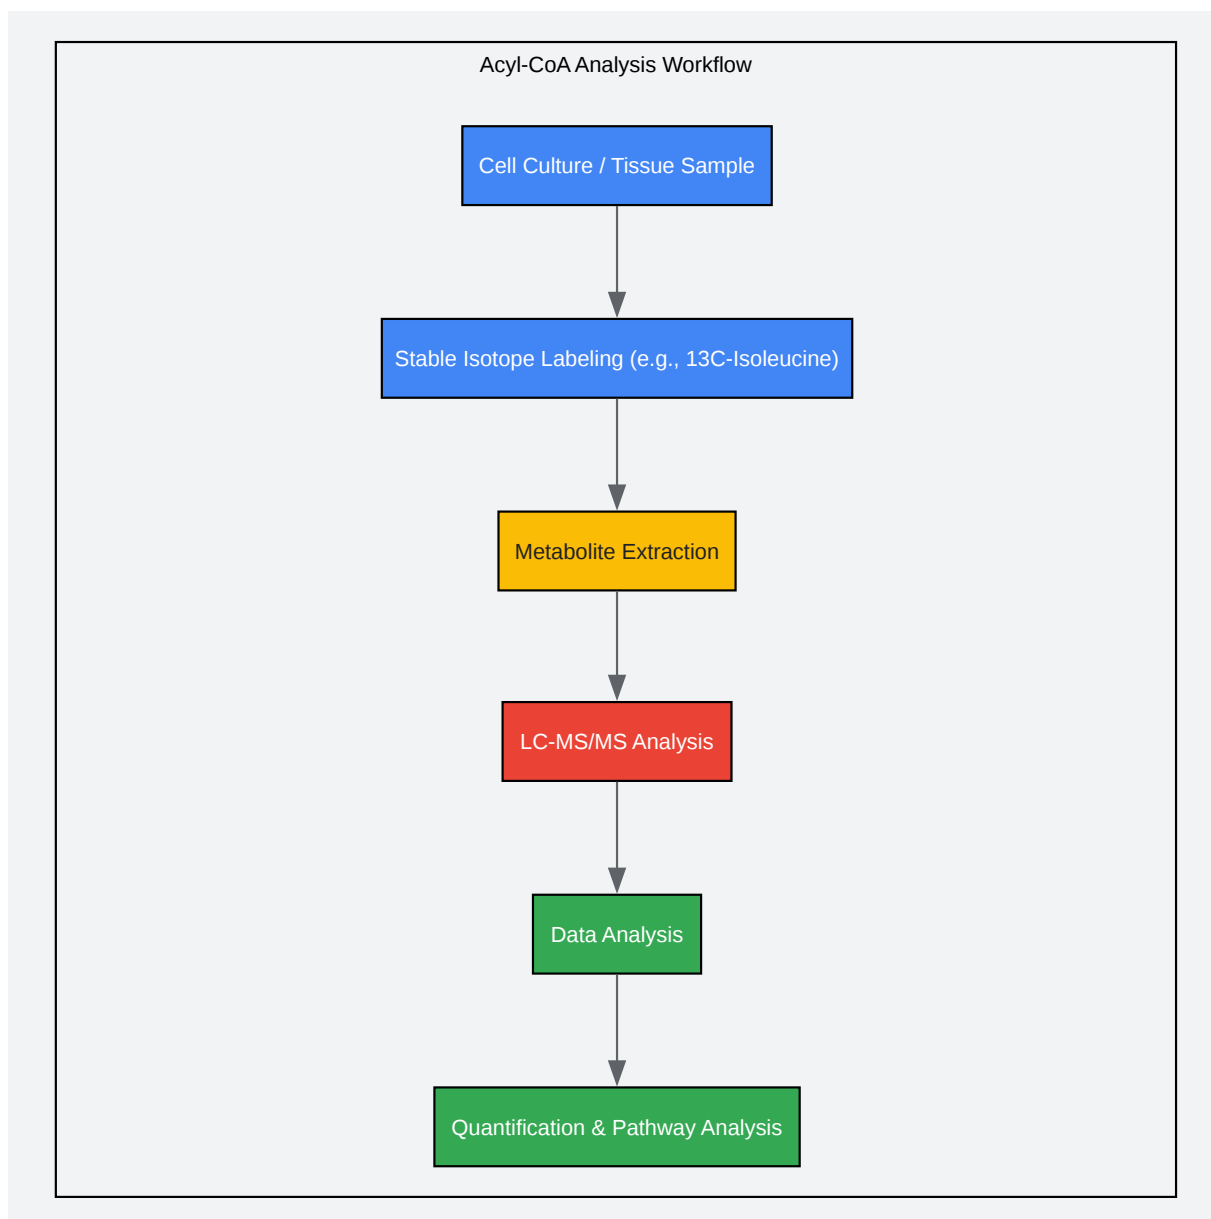 Acyl-CoA Analysis Workflow
Cell Culture / Tissue Sample
Stable Isotope Labeling (e.g., 13C-Isoleucine)
Metabolite Extraction
LC-MS/MS Analysis
Data Analysis
Quantification & Pathway Analysis